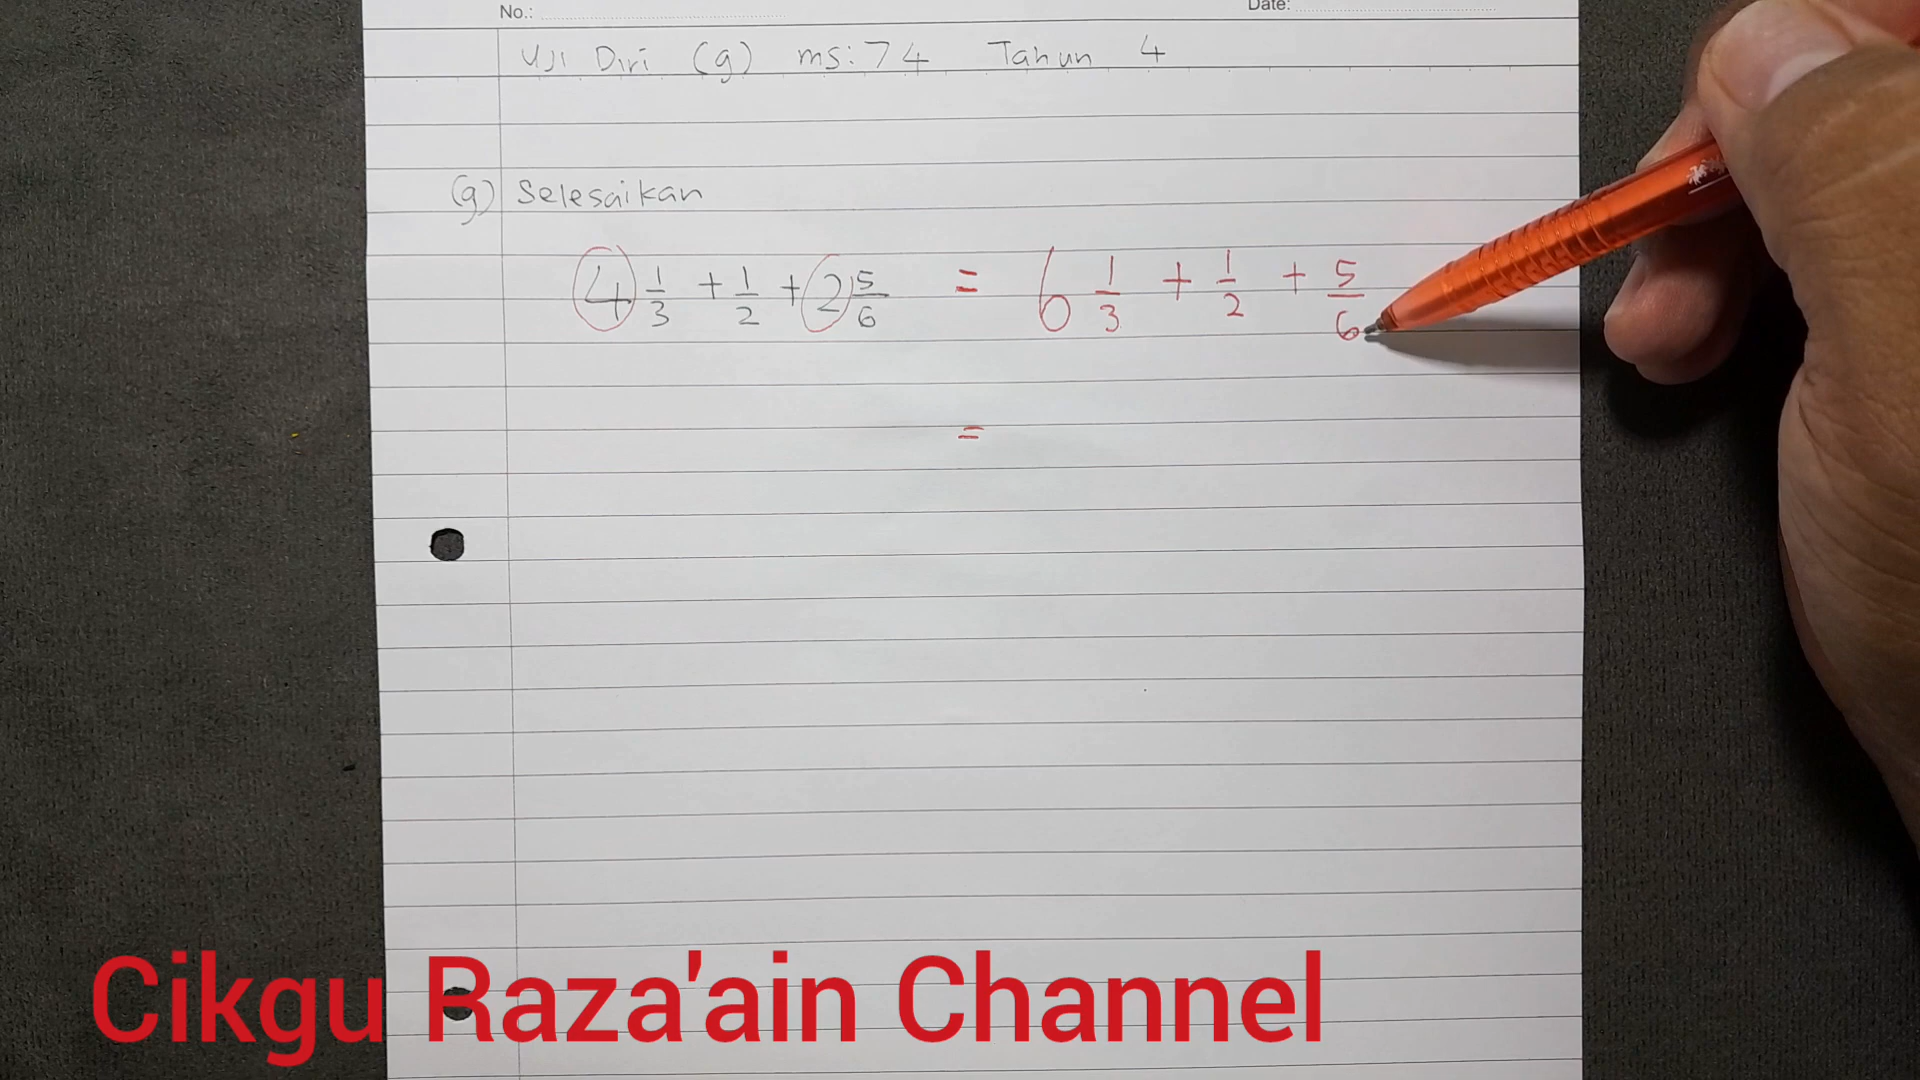 No.: Date:
Uji Diri (g) ms:74 Tahun 4
(g) Selesaikan
4 1/3 + 1/2 + 2 5/6 = 6 1/3 + 1/2 + 5/6
=
Cikgu Raza'ain Channel